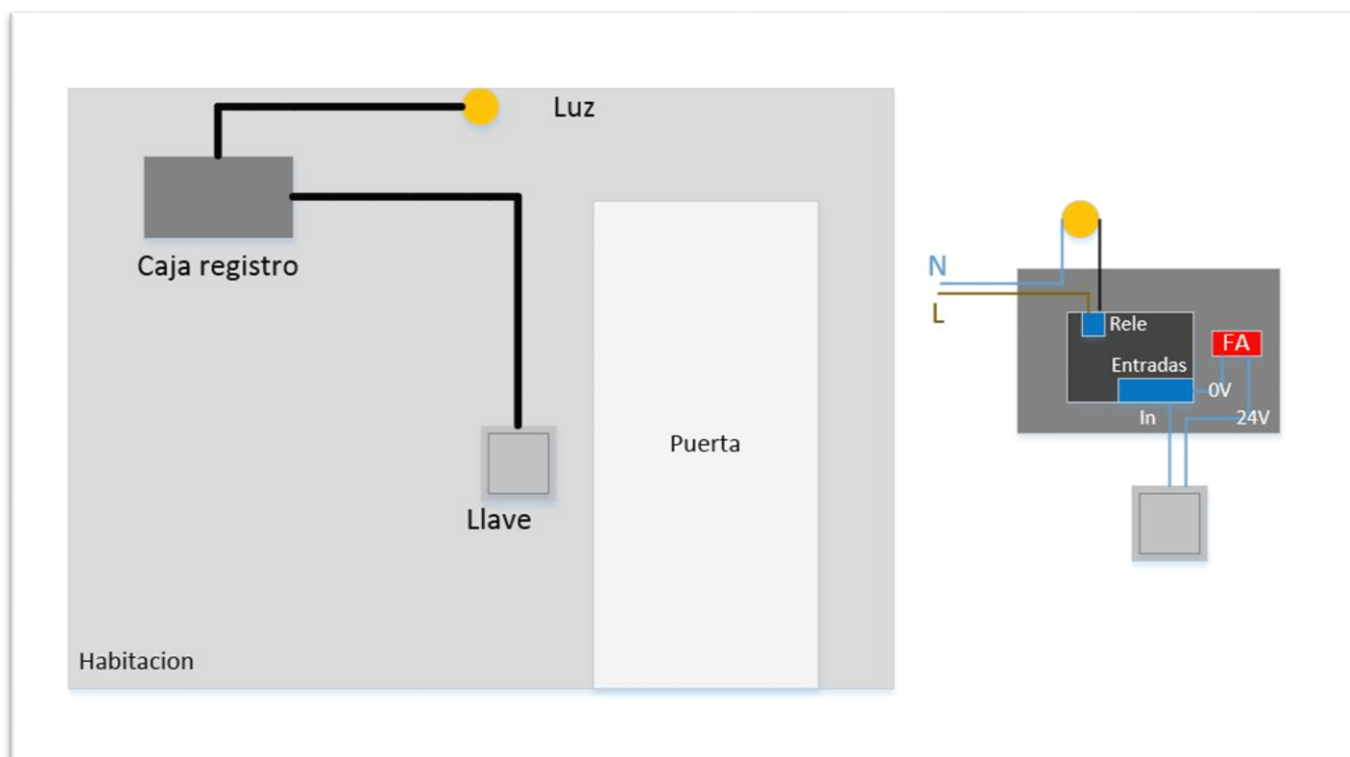 Luz
Caja registro
Puerta
Llave
Habitacion
N
L
Rele
FA
Entradas
0V
In
24V